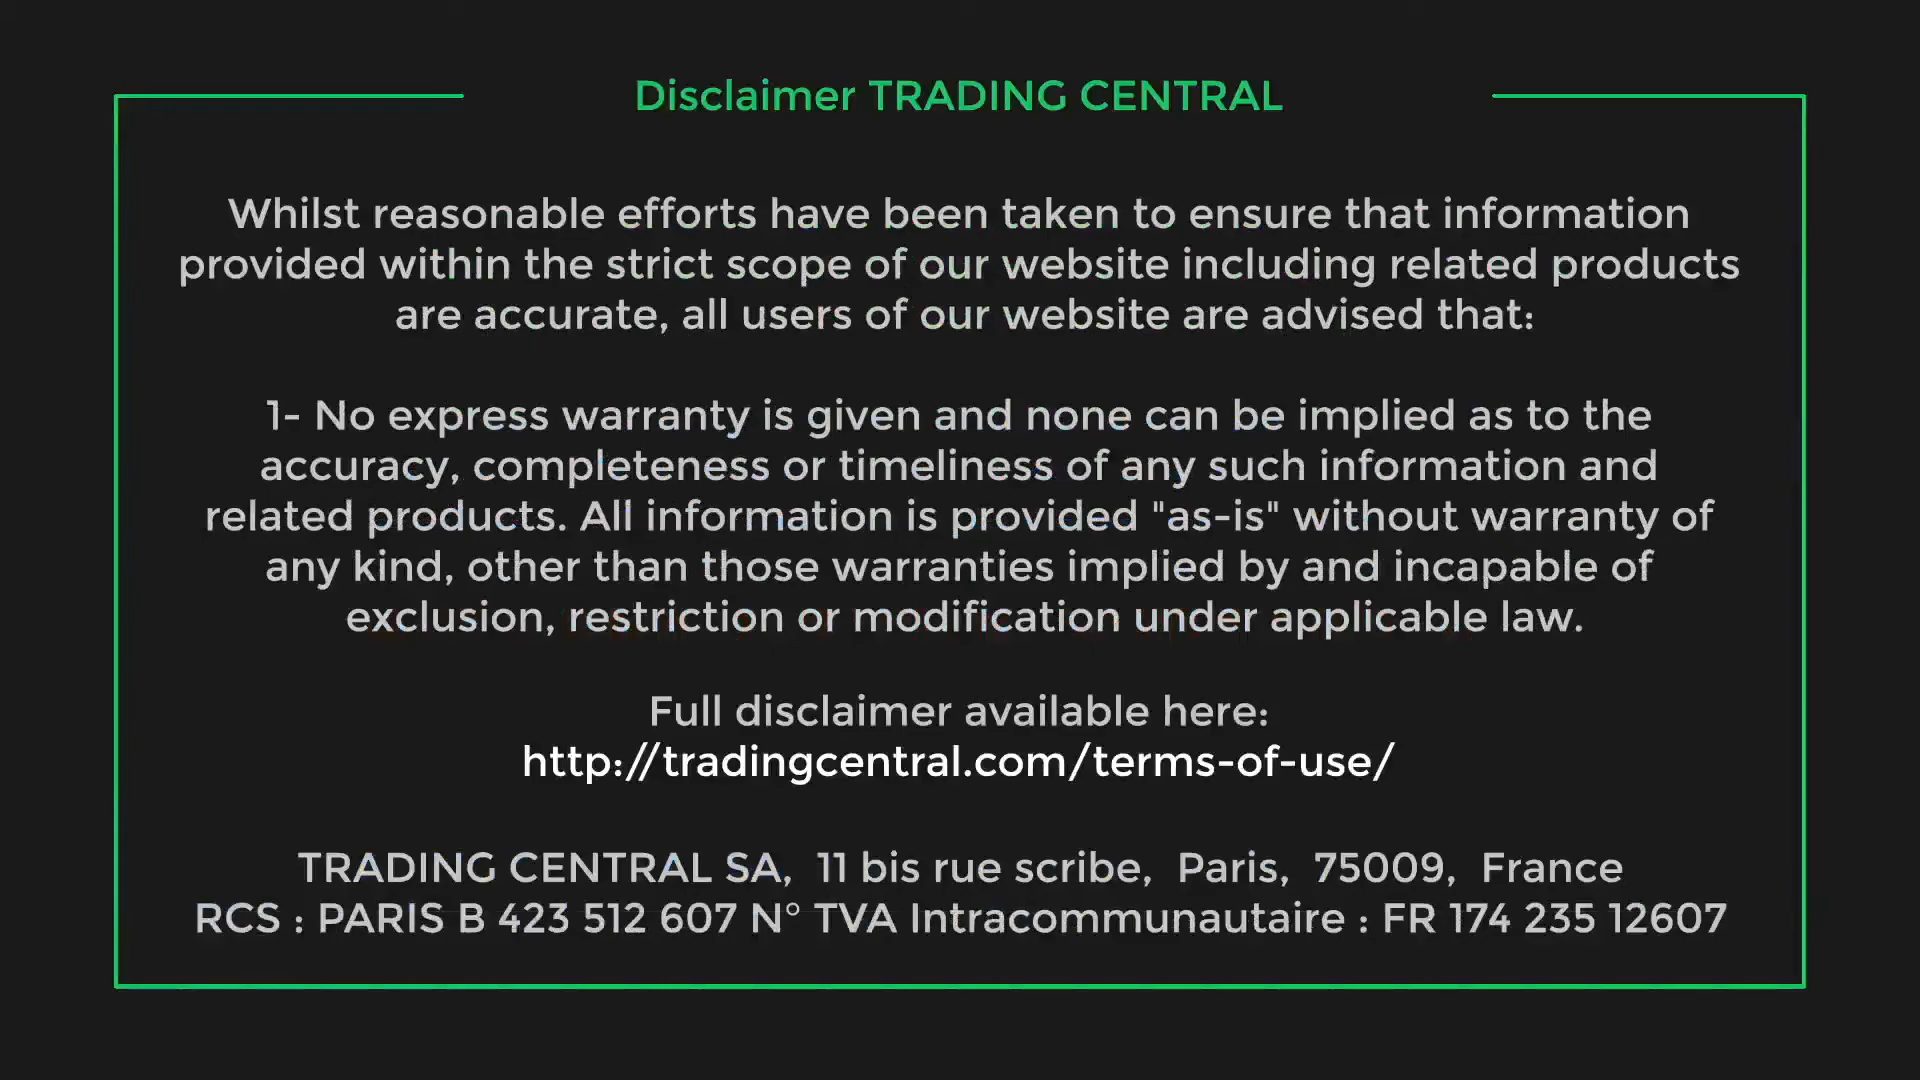 Disclaimer TRADING CENTRAL
Whilst reasonable efforts have been taken to ensure that information
provided within the strict scope of our website including related products
are accurate, all users of our website are advised that:
1- No express warranty is given and none can be implied as to the
accuracy, completeness or timeliness of any such information and
related products. All information is provided "as-is" without warranty of
any kind, other than those warranties implied by and incapable of
exclusion, restriction or modification under applicable law.
Full disclaimer available here:
http://tradingcentral.com/terms-of-use/
TRADING CENTRAL SA, 11 bis rue scribe, Paris, 75009, France
RCS : PARIS B 423 512 607 N° TVA Intracommunautaire : FR 174 235 12607